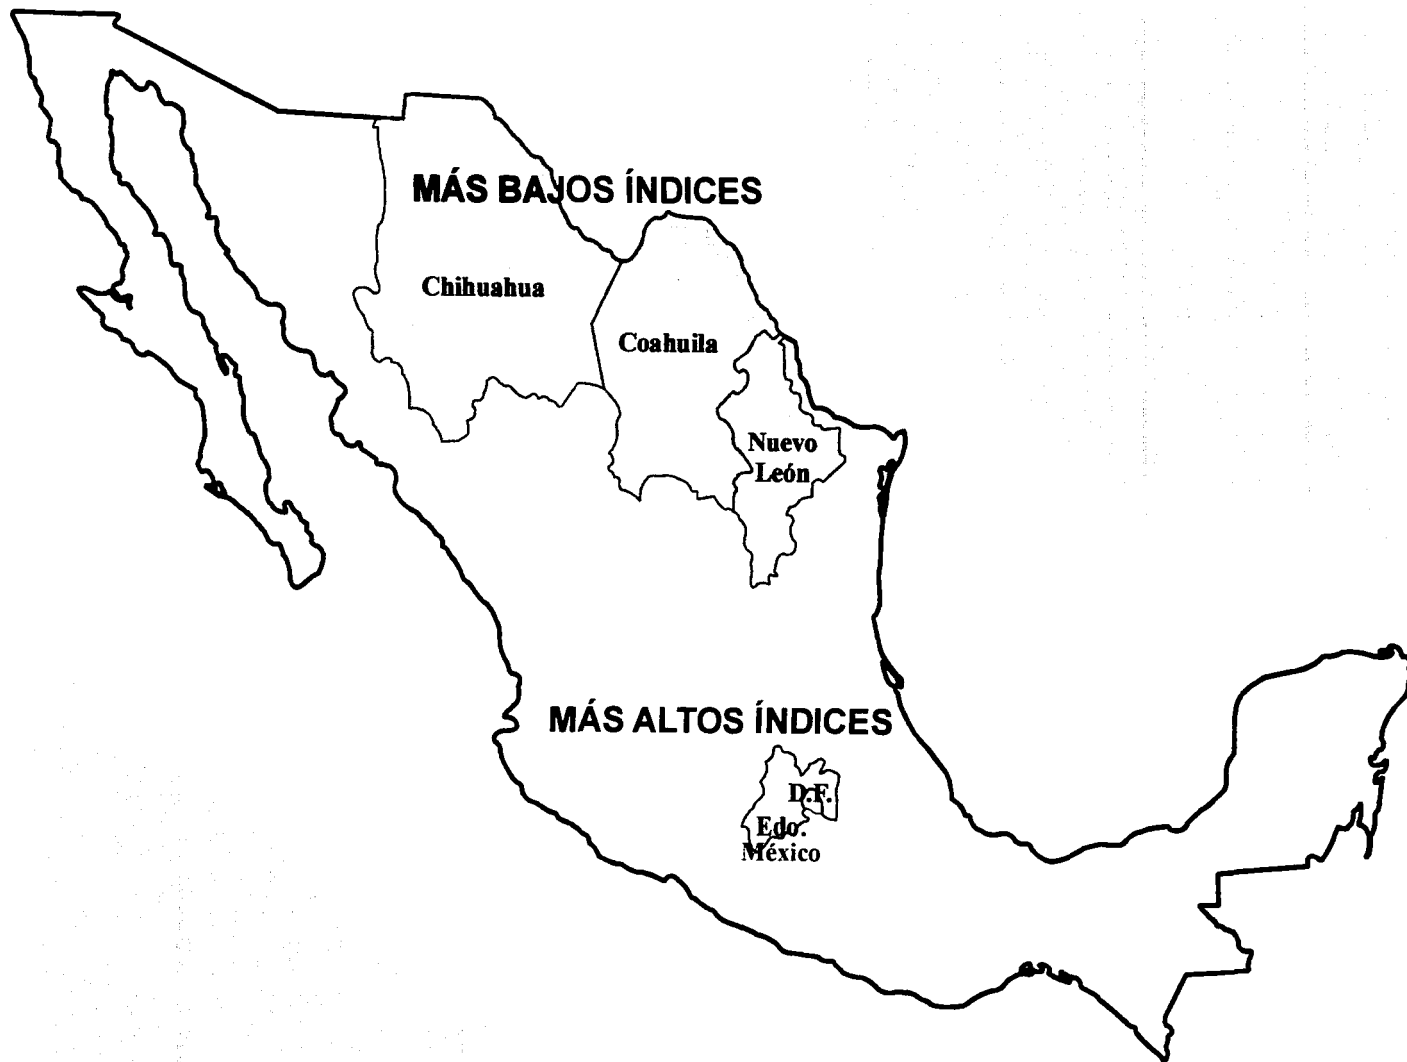 MÁS BAJOS ÍNDICES
Chihuahua
Coahuila
Nuevo
León
MÁS ALTOS ÍNDICES
D.F.
Edo.
México